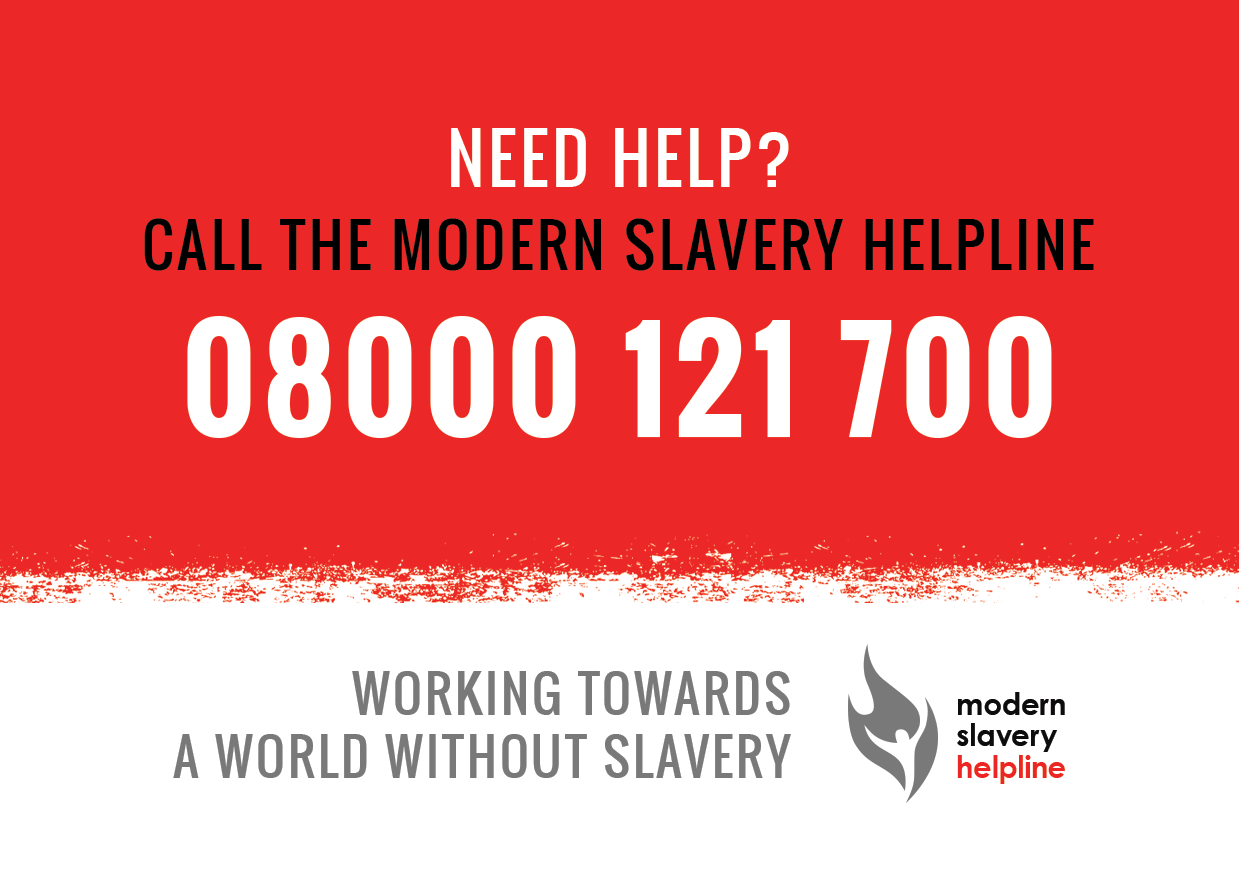 NEED HELP?
CALL THE MODERN SLAVERY HELPLINE
08000 121 700
WORKING TOWARDS
A WORLD WITHOUT SLAVERY
modern
slavery
helpline